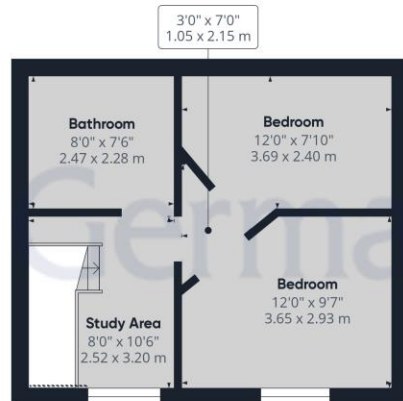 3'0" x 7'0"
1.05 x 2.15 m
Bathroom
8'0" x 7'6"
2.47 x 2.28 m
Bedroom
12'0" x 7'10"
3.69 x 2.40 m
Germa
Bedroom
12'0" x 9'7"
3.65 x 2.93 m
Study Area
8'0" x 10'6"
2.52 x 3.20 m